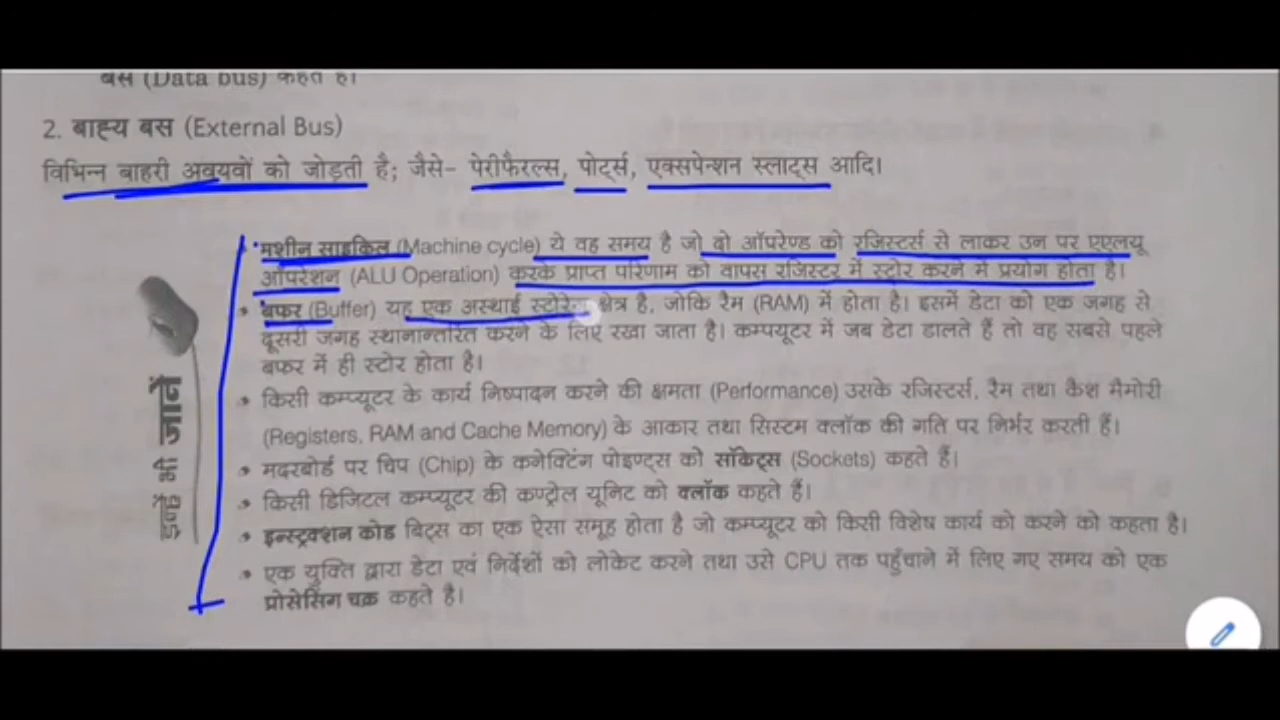 बस (Data bus) कहते हैं।
2. बाह्य बस (External Bus)
विभिन्न बाहरी अवयवों को जोड़ती है; जैसे- पेरीफैरल्स, पोर्ट्स, एक्सपेन्शन स्लाट्स आदि।
इन्हें भी जानें
• मशीन साइकिल (Machine cycle) ये वह समय है जो दो ऑपरेण्ड को रजिस्टर्स से लाकर उन पर एएलयू
ऑपरेशन (ALU Operation) करके प्राप्त परिणाम को वापस रजिस्टर में स्टोर करने में प्रयोग होता है।
• बफर (Buffer) यह एक अस्थाई स्टोरेज क्षेत्र है, जोकि रैम (RAM) में होता है। इसमें डेटा को एक जगह से
दूसरी जगह स्थानान्तरित करने के लिए रखा जाता है। कम्पयूटर में जब डेटा डालते हैं तो वह सबसे पहले
बफर में ही स्टोर होता है।
• किसी कम्प्यूटर के कार्य निष्पादन करने की क्षमता (Performance) उसके रजिस्टर्स, रैम तथा कैश मैमोरी
(Registers, RAM and Cache Memory) के आकार तथा सिस्टम क्लॉक की गति पर निर्भर करती हैं।
• मदरबोर्ड पर चिप (Chip) के कनेक्टिंग पोइण्ट्स को सॉकेट्स (Sockets) कहते हैं।
• किसी डिजिटल कम्प्यूटर की कण्ट्रोल यूनिट को क्लॉक कहते हैं।
• इन्स्ट्रक्शन कोड बिट्स का एक ऐसा समूह होता है जो कम्प्यूटर को किसी विशेष कार्य को करने को कहता है।
• एक युक्ति द्वारा डेटा एवं निर्देशों को लोकेट करने तथा उसे CPU तक पहुँचाने में लिए गए समय को एक
प्रोसेसिंग चक्र कहते है।